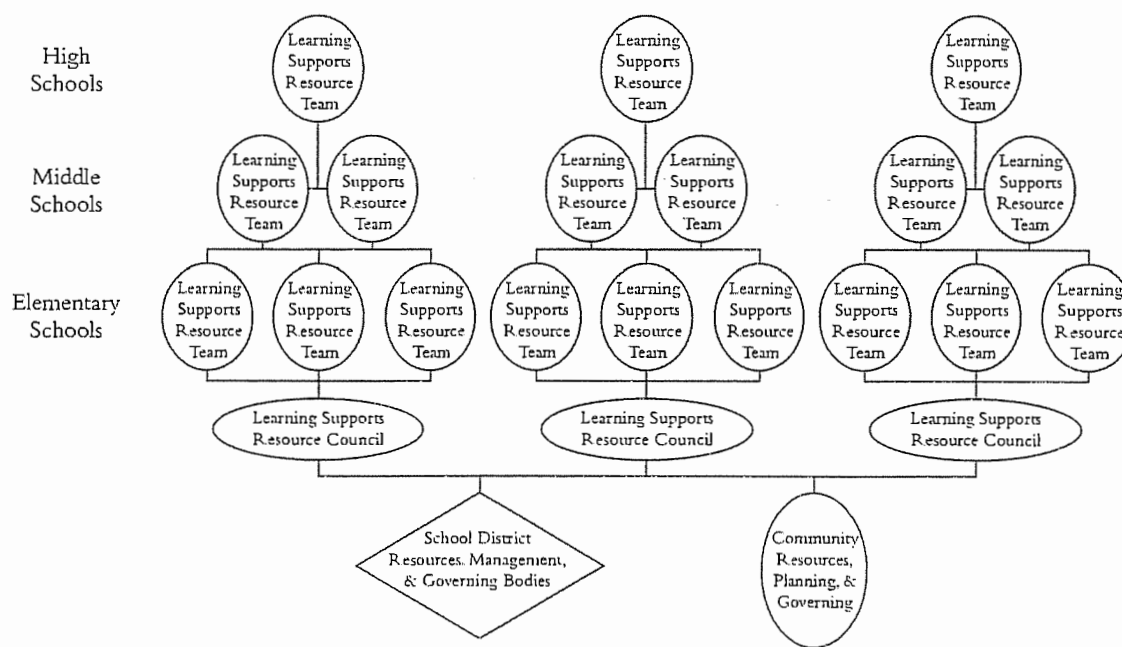 High
Schools
Learning
Supports
Resource
Team
Learning
Supports
Resource
Team
Learning
Supports
Resource
Team
Middle
Schools
Learning
Supports
Resource
Team
Learning
Supports
Resource
Team
Learning
Supports
Resource
Team
Learning
Supports
Resource
Team
Learning
Supports
Resource
Team
Learning
Supports
Resource
Team
Elementary
Schools
Learning
Supports
Resource
Team
Learning
Supports
Resource
Team
Learning
Supports
Resource
Team
Learning
Supports
Resource
Team
Learning
Supports
Resource
Team
Learning
Supports
Resource
Team
Learning
Supports
Resource
Team
Learning
Supports
Resource
Team
Learning
Supports
Resource
Team
Learning Supports
Resource Council
Learning Supports
Resource Council
Learning Supports
Resource Council
School District
Resources, Management,
& Governing Bodies
Community
Resources,
Planning, &
Governing